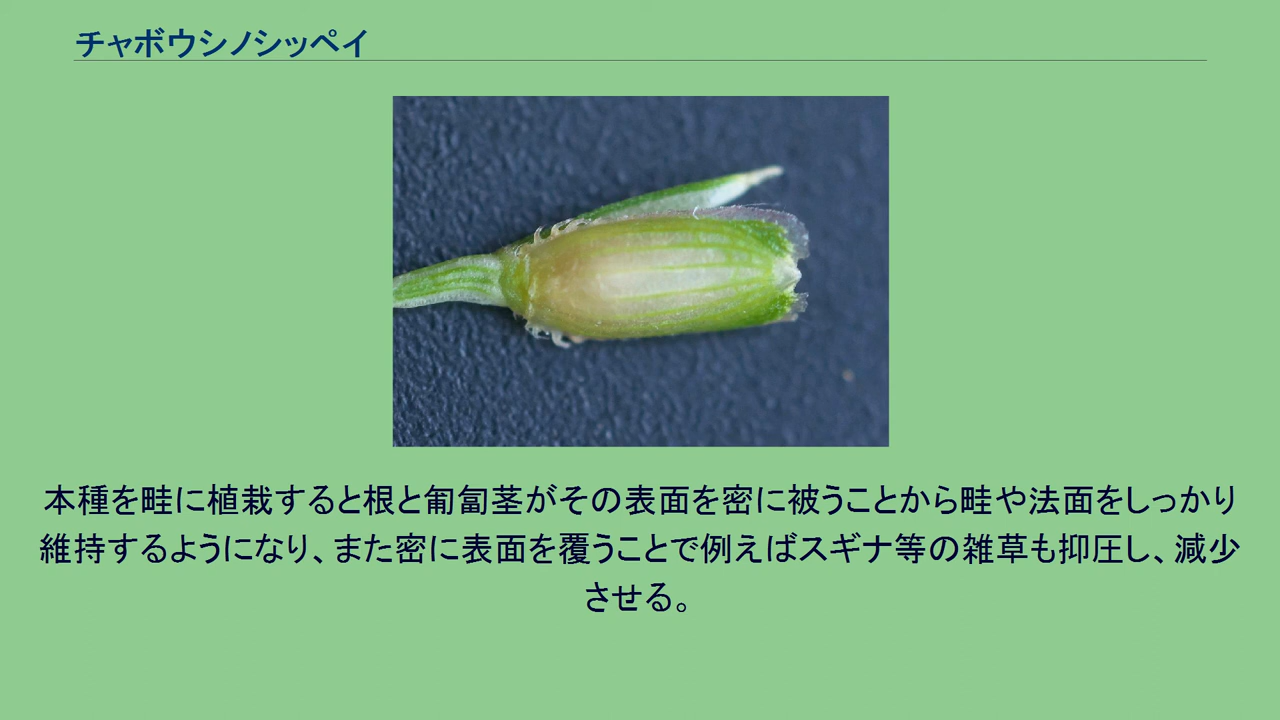 チャボウシノシッペイ
本種を畦に植栽すると根と匍匐茎がその表面を密に被うことから畦や法面をしっかり
維持するようになり、また密に表面を覆うことで例えばスギナ等の雑草も抑圧し、減少
させる。